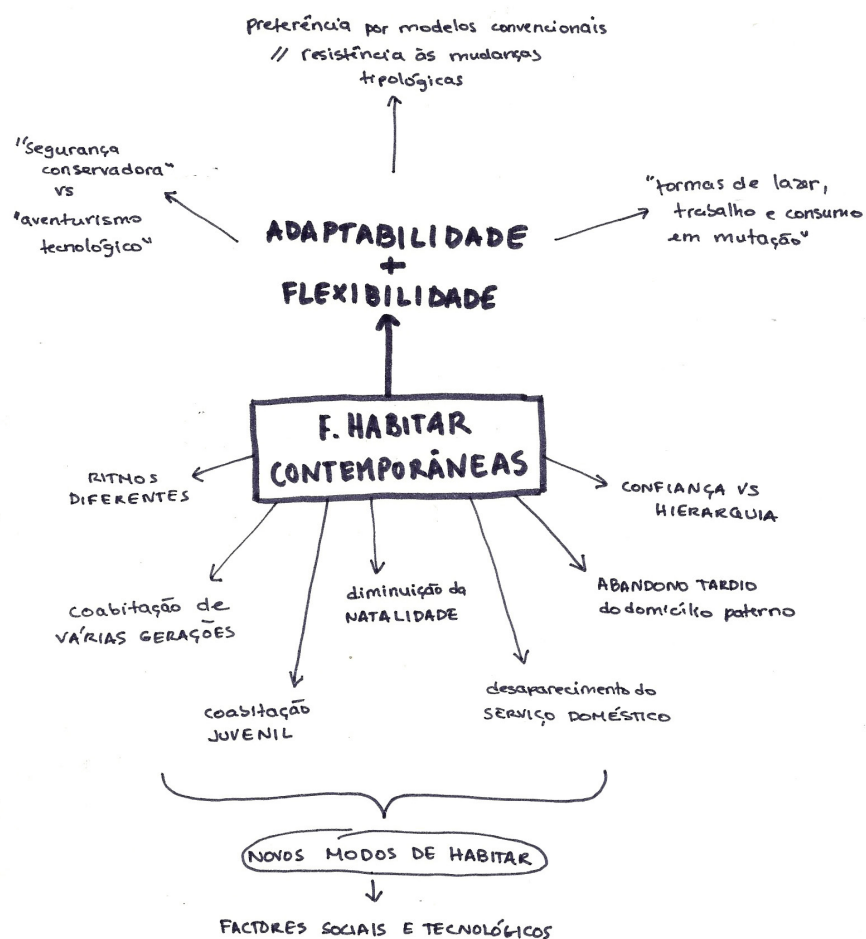 preferência por modelos convencionais
// resistência às mudanças
tipológicas
"segurança
conservadora"
vs
"aventurismo
tecnológico"
"formas de lazer,
trabalho e consumo
em mutação"
ADAPTABILIDADE
+
FLEXIBILIDADE
F. HABITAR
CONTEMPORÂNEAS
RITMOS
DIFERENTES
CONFIANÇA VS
HIERARQUIA
coabitação de
VÁRIAS GERAÇÕES
diminuição da
NATALIDADE
ABANDONO TARDIO
do domicílio paterno
coabitação
JUVENIL
desaparecimento do
SERVIÇO DOMÉSTICO
NOVOS MODOS DE HABITAR
FACTORES SOCIAIS E TECNOLÓGICOS